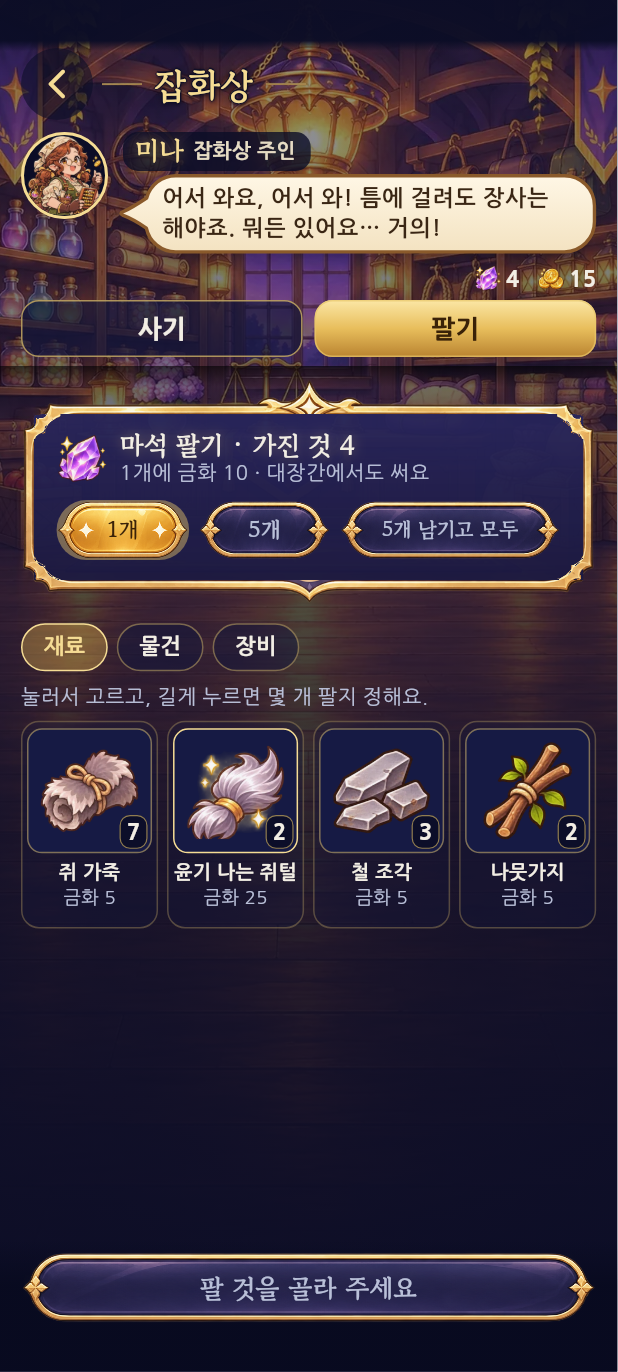 잡화상
미나 잡화상 주인
어서 와요, 어서 와! 틈에 걸려도 장사는
해야죠. 뭐든 있어요… 거의!
4 15
사기 팔기
마석 팔기 · 가진 것 4
1개에 금화 10 · 대장간에서도 써요
1개 5개 5개 남기고 모두
재료 물건 장비
눌러서 고르고, 길게 누르면 몇 개 팔지 정해요.
7 2 3 2
쥐 가죽 윤기 나는 쥐털 철 조각 나뭇가지
금화 5 금화 25 금화 5 금화 5
팔 것을 골라 주세요